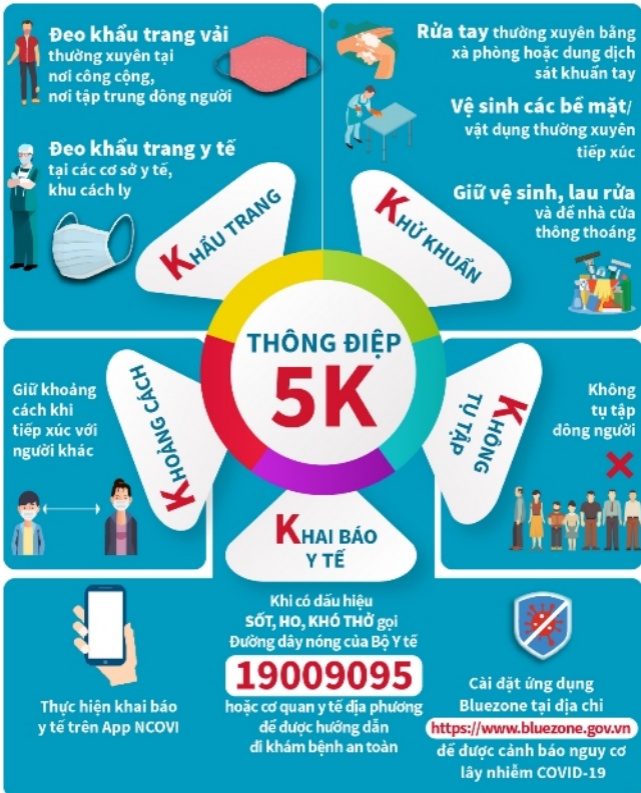 Đeo khẩu trang vải
thường xuyên tại
nơi công cộng,
nơi tập trung đông người
Đeo khẩu trang y tế
tại các cơ sở y tế,
khu cách ly
KHẨU TRANG
Rửa tay thường xuyên bằng
xà phòng hoặc dung dịch
sát khuẩn tay
Vệ sinh các bề mặt/
vật dụng thường xuyên
tiếp xúc
Giữ vệ sinh, lau rửa
và để nhà cửa
thông thoáng
KHỬ KHUẨN
THÔNG ĐIỆP
5K
Giữ khoảng
cách khi
tiếp xúc với
người khác
KHOẢNG CÁCH
KHÔNG
TỤ TẬP
Không
tụ tập
đông người
KHAI BÁO
Y TẾ
Thực hiện khai báo
y tế trên App NCOVI
Khi có dấu hiệu
SỐT, HO, KHÓ THỞ gọi
Đường dây nóng của Bộ Y tế
19009095
hoặc cơ quan y tế địa phương
để được hướng dẫn
đi khám bệnh an toàn
Cài đặt ứng dụng
Bluezone tại địa chỉ
https://www.bluezone.gov.vn
để được cảnh báo nguy cơ
lây nhiễm COVID-19